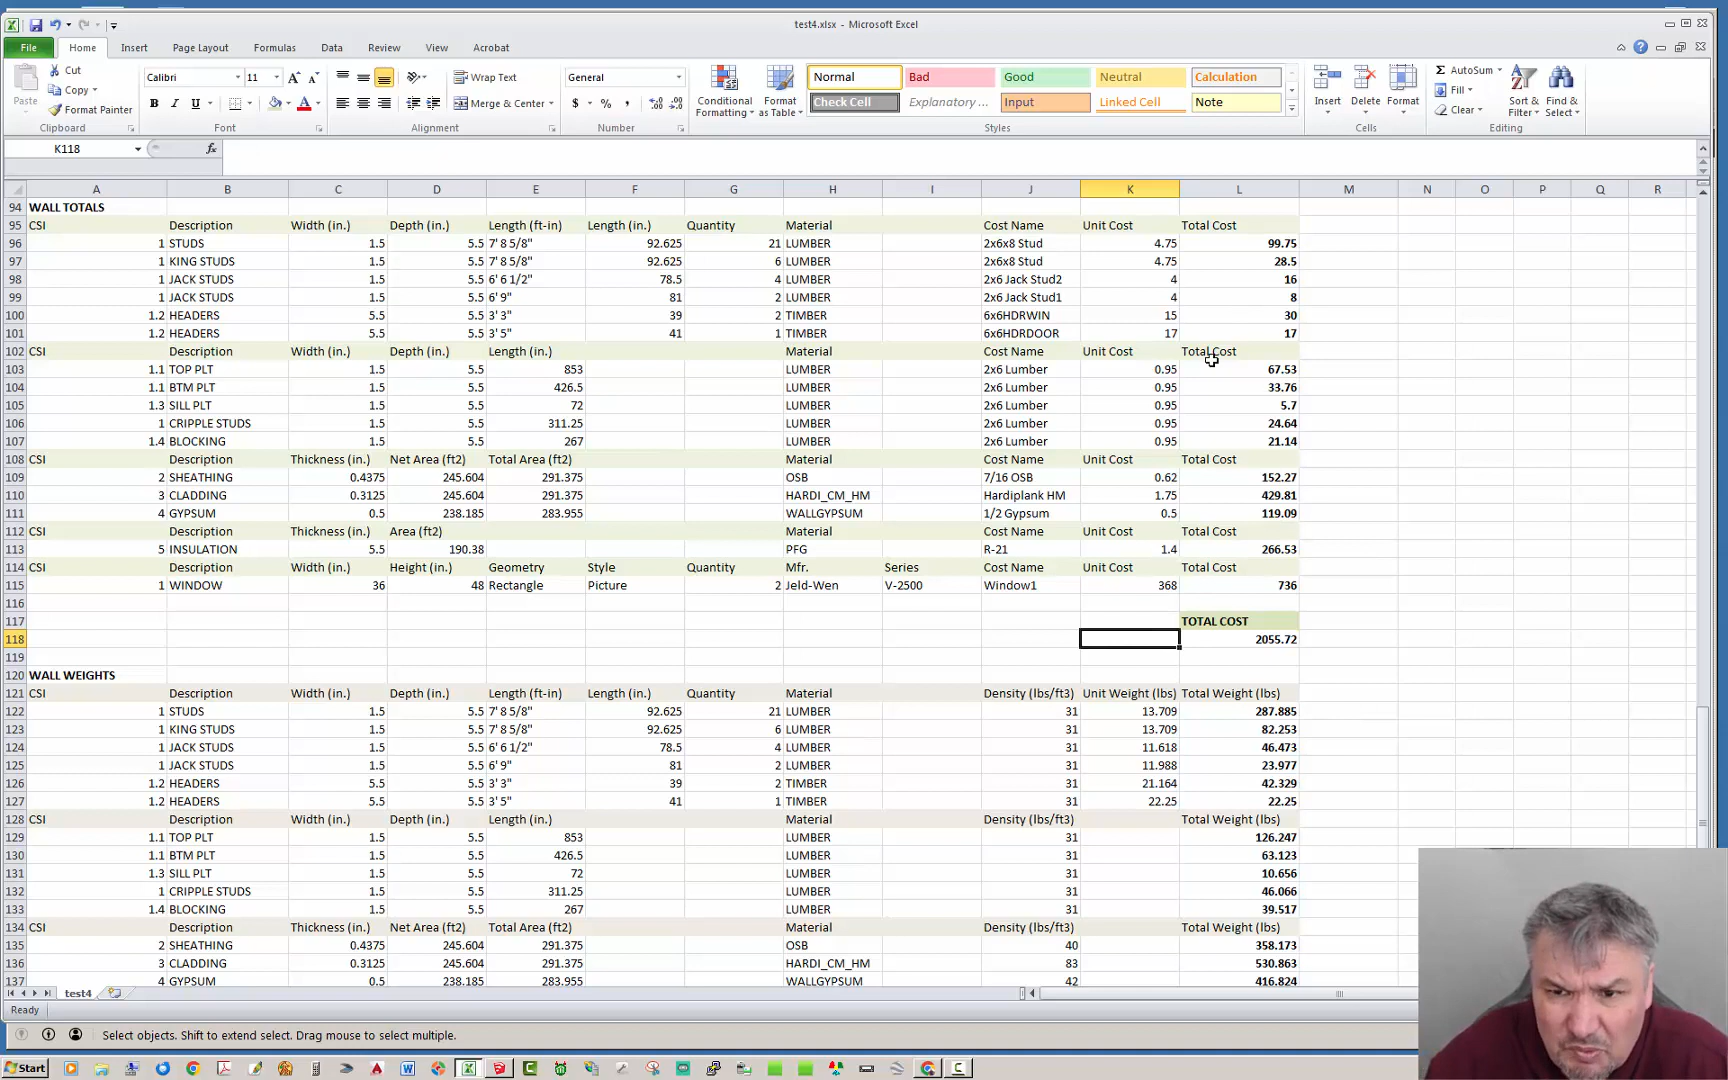 test4.xlsx - Microsoft Excel
File Home Insert Page Layout Formulas Data Review View Acrobat
Paste Cut Copy Format Painter Clipboard
Calibri 11 B I U A Font
Wrap Text Merge & Center Alignment
General $ % , Number
Conditional Formatting Format as Table
Normal Bad Good Neutral Calculation
Check Cell Explanatory ... Input Linked Cell Note
Styles
Insert Delete Format Cells
Σ AutoSum Fill Clear Sort & Filter Find & Select Editing
K118 fx
A B C D E F G H I J K L M N O P Q R
94 WALL TOTALS
95 CSI Description Width (in.) Depth (in.) Length (ft-in) Length (in.) Quantity Material Cost Name Unit Cost Total Cost
96 1 STUDS 1.5 5.5 7' 8 5/8" 92.625 21 LUMBER 2x6x8 Stud 4.75 99.75
97 1 KING STUDS 1.5 5.5 7' 8 5/8" 92.625 6 LUMBER 2x6x8 Stud 4.75 28.5
98 1 JACK STUDS 1.5 5.5 6' 6 1/2" 78.5 4 LUMBER 2x6 Jack Stud2 4 16
99 1 JACK STUDS 1.5 5.5 6' 9" 81 2 LUMBER 2x6 Jack Stud1 4 8
100 1.2 HEADERS 5.5 5.5 3' 3" 39 2 TIMBER 6x6HDRWIN 15 30
101 1.2 HEADERS 5.5 5.5 3' 5" 41 1 TIMBER 6x6HDRDOOR 17 17
102 CSI Description Width (in.) Depth (in.) Length (in.) Material Cost Name Unit Cost Total Cost
103 1.1 TOP PLT 1.5 5.5 853 LUMBER 2x6 Lumber 0.95 67.53
104 1.1 BTM PLT 1.5 5.5 426.5 LUMBER 2x6 Lumber 0.95 33.76
105 1.3 SILL PLT 1.5 5.5 72 LUMBER 2x6 Lumber 0.95 5.7
106 1 CRIPPLE STUDS 1.5 5.5 311.25 LUMBER 2x6 Lumber 0.95 24.64
107 1.4 BLOCKING 1.5 5.5 267 LUMBER 2x6 Lumber 0.95 21.14
108 CSI Description Thickness (in.) Net Area (ft2) Total Area (ft2) Material Cost Name Unit Cost Total Cost
109 2 SHEATHING 0.4375 245.604 291.375 OSB 7/16 OSB 0.62 152.27
110 3 CLADDING 0.3125 245.604 291.375 HARDI_CM_HM Hardiplank HM 1.75 429.81
111 4 GYPSUM 0.5 238.185 283.955 WALLGYPSUM 1/2 Gypsum 0.5 119.09
112 CSI Description Thickness (in.) Area (ft2) Material Cost Name Unit Cost Total Cost
113 5 INSULATION 5.5 190.38 PFG R-21 1.4 266.53
114 CSI Description Width (in.) Height (in.) Geometry Style Quantity Mfr. Series Cost Name Unit Cost Total Cost
115 1 WINDOW 36 48 Rectangle Picture 2 Jeld-Wen V-2500 Window1 368 736
116
117 TOTAL COST
118 2055.72
119
120 WALL WEIGHTS
121 CSI Description Width (in.) Depth (in.) Length (ft-in) Length (in.) Quantity Material Density (lbs/ft3) Unit Weight (lbs) Total Weight (lbs)
122 1 STUDS 1.5 5.5 7' 8 5/8" 92.625 21 LUMBER 31 13.709 287.885
123 1 KING STUDS 1.5 5.5 7' 8 5/8" 92.625 6 LUMBER 31 13.709 82.253
124 1 JACK STUDS 1.5 5.5 6' 6 1/2" 78.5 4 LUMBER 31 11.618 46.473
125 1 JACK STUDS 1.5 5.5 6' 9" 81 2 LUMBER 31 11.988 23.977
126 1.2 HEADERS 5.5 5.5 3' 3" 39 2 TIMBER 31 21.164 42.329
127 1.2 HEADERS 5.5 5.5 3' 5" 41 1 TIMBER 31 22.25 22.25
128 CSI Description Width (in.) Depth (in.) Length (in.) Material Density (lbs/ft3) Total Weight (lbs)
129 1.1 TOP PLT 1.5 5.5 853 LUMBER 31 126.247
130 1.1 BTM PLT 1.5 5.5 426.5 LUMBER 31 63.123
131 1.3 SILL PLT 1.5 5.5 72 LUMBER 31 10.656
132 1 CRIPPLE STUDS 1.5 5.5 311.25 LUMBER 31 46.066
133 1.4 BLOCKING 1.5 5.5 267 LUMBER 31 39.517
134 CSI Description Thickness (in.) Net Area (ft2) Total Area (ft2) Material Density (lbs/ft3) Total Weight (lbs)
135 2 SHEATHING 0.4375 245.604 291.375 OSB 40 358.173
136 3 CLADDING 0.3125 245.604 291.375 HARDI_CM_HM 83 530.863
137 4 GYPSUM 0.5 238.185 283.955 WALLGYPSUM 42 416.824
test4
Ready
Select objects. Shift to extend select. Drag mouse to select multiple.
Start